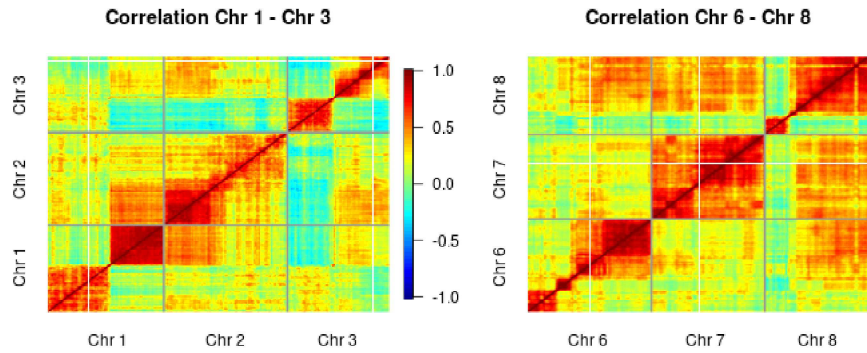 Correlation Chr 1 - Chr 3
Chr 3
Chr 2
Chr 1
Chr 1
Chr 2
Chr 3
1.0
0.5
0.0
-0.5
-1.0
Correlation Chr 6 - Chr 8
Chr 8
Chr 7
Chr 6
Chr 6
Chr 7
Chr 8